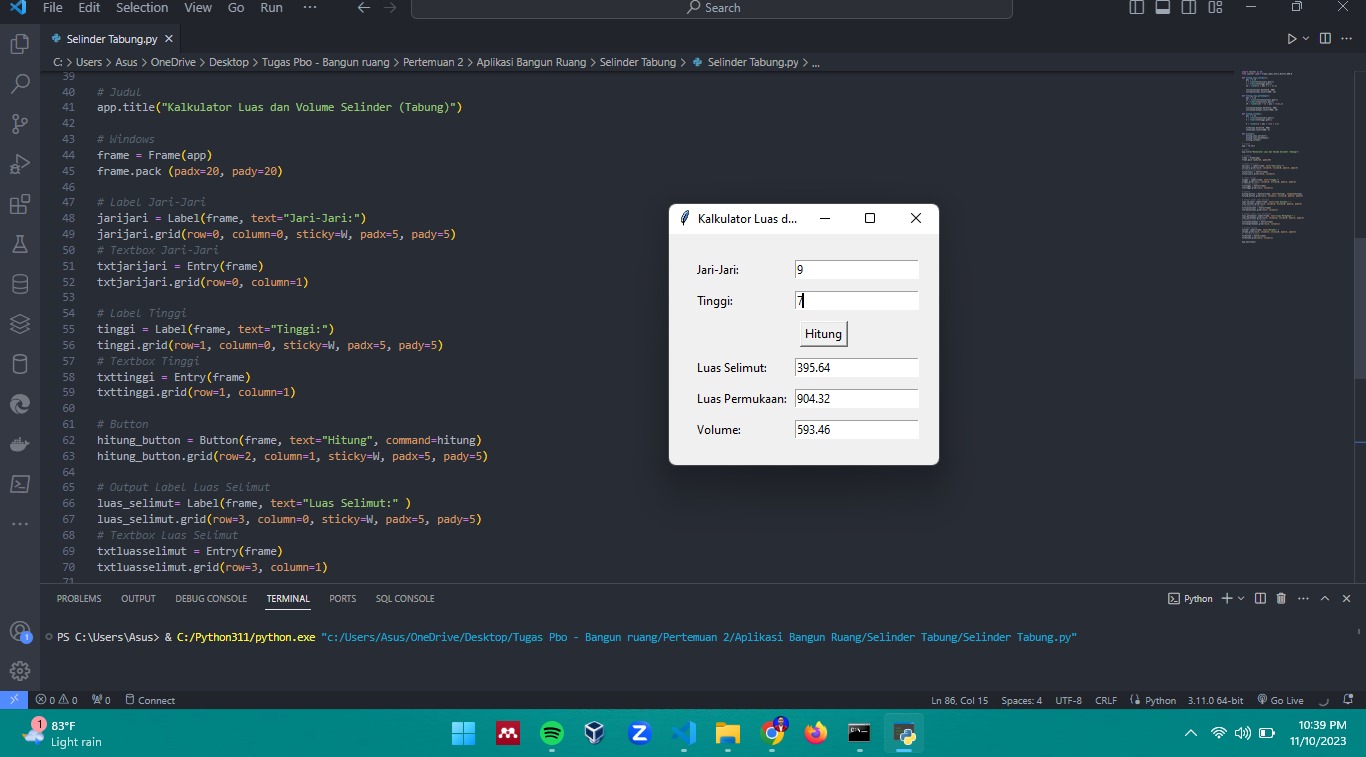 File Edit Selection View Go Run ··· Search
Selinder Tabung.py
C: > Users > Asus > OneDrive > Desktop > Tugas Pbo - Bangun ruang > Pertemuan 2 > Aplikasi Bangun Ruang > Selinder Tabung > Selinder Tabung.py > ...
39
40 # Judul
41 app.title("Kalkulator Luas dan Volume Selinder (Tabung)")
42
43 # Windows
44 frame = Frame(app)
45 frame.pack (padx=20, pady=20)
46
47 # Label Jari-Jari
48 jarijari = Label(frame, text="Jari-Jari:")
49 jarijari.grid(row=0, column=0, sticky=W, padx=5, pady=5)
50 # Textbox Jari-Jari
51 txtjarijari = Entry(frame)
52 txtjarijari.grid(row=0, column=1)
53
54 # Label Tinggi
55 tinggi = Label(frame, text="Tinggi:")
56 tinggi.grid(row=1, column=0, sticky=W, padx=5, pady=5)
57 # Textbox Tinggi
58 txttinggi = Entry(frame)
59 txttinggi.grid(row=1, column=1)
60
61 # Button
62 hitung_button = Button(frame, text="Hitung", command=hitung)
63 hitung_button.grid(row=2, column=1, sticky=W, padx=5, pady=5)
64
65 # Output Label Luas Selimut
66 luas_selimut= Label(frame, text="Luas Selimut:" )
67 luas_selimut.grid(row=3, column=0, sticky=W, padx=5, pady=5)
68 # Textbox Luas Selimut
69 txtluasselimut = Entry(frame)
70 txtluasselimut.grid(row=3, column=1)
71
Kalkulator Luas d...
Jari-Jari: 9
Tinggi: 7
Hitung
Luas Selimut: 395.64
Luas Permukaan: 904.32
Volume: 593.46
PROBLEMS OUTPUT DEBUG CONSOLE TERMINAL PORTS SQL CONSOLE Python
PS C:\Users\Asus> & C:/Python311/python.exe "c:/Users/Asus/OneDrive/Desktop/Tugas Pbo - Bangun ruang/Pertemuan 2/Aplikasi Bangun Ruang/Selinder Tabung/Selinder Tabung.py"
1
0 0 0 Connect Ln 86, Col 15 Spaces: 4 UTF-8 CRLF Python 3.11.0 64-bit Go Live
1 83°F 10:39 PM
Light rain 11/10/2023